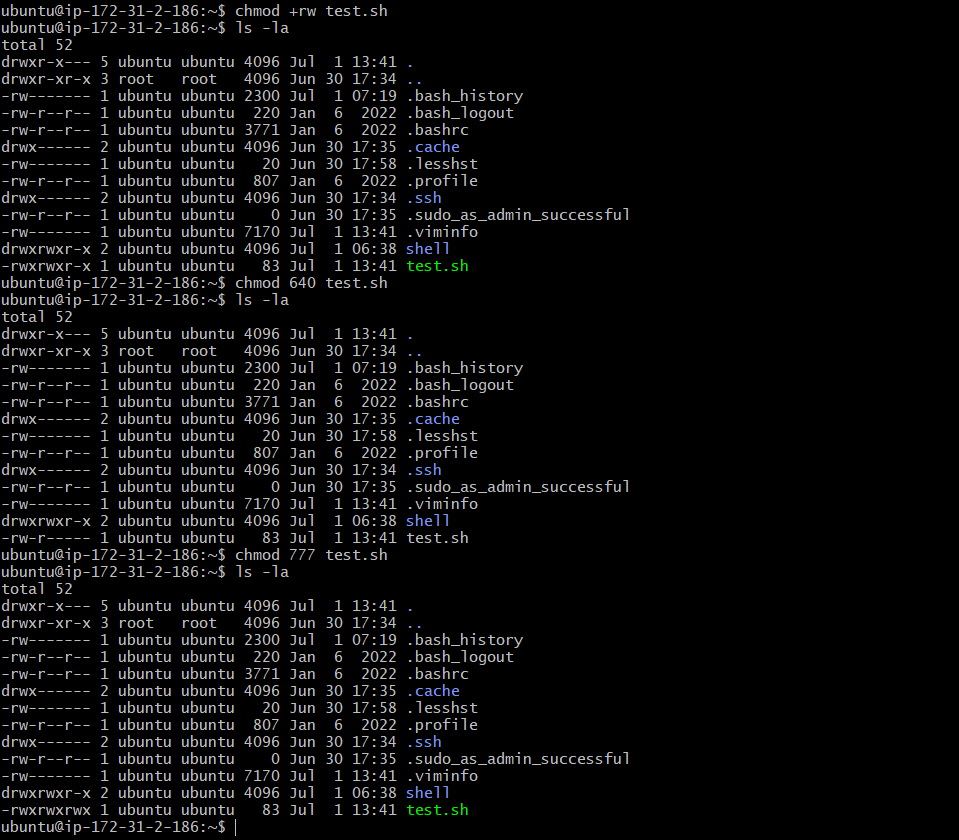 ubuntu@ip-172-31-2-186:~$ chmod +rw test.sh
ubuntu@ip-172-31-2-186:~$ ls -la
total 52
drwxr-x--- 5 ubuntu ubuntu 4096 Jul  1 13:41 .
drwxr-xr-x 3 root   root   4096 Jun 30 17:34 ..
-rw------- 1 ubuntu ubuntu 2300 Jul  1 07:19 .bash_history
-rw-r--r-- 1 ubuntu ubuntu  220 Jan  6  2022 .bash_logout
-rw-r--r-- 1 ubuntu ubuntu 3771 Jan  6  2022 .bashrc
drwx------ 2 ubuntu ubuntu 4096 Jun 30 17:35 .cache
-rw------- 1 ubuntu ubuntu   20 Jun 30 17:58 .lesshst
-rw-r--r-- 1 ubuntu ubuntu  807 Jan  6  2022 .profile
drwx------ 2 ubuntu ubuntu 4096 Jun 30 17:34 .ssh
-rw-r--r-- 1 ubuntu ubuntu    0 Jun 30 17:35 .sudo_as_admin_successful
-rw------- 1 ubuntu ubuntu 7170 Jul  1 13:41 .viminfo
drwxrwxr-x 2 ubuntu ubuntu 4096 Jul  1 06:38 shell
-rwxrwxr-x 1 ubuntu ubuntu   83 Jul  1 13:41 test.sh
ubuntu@ip-172-31-2-186:~$ chmod 640 test.sh
ubuntu@ip-172-31-2-186:~$ ls -la
total 52
drwxr-x--- 5 ubuntu ubuntu 4096 Jul  1 13:41 .
drwxr-xr-x 3 root   root   4096 Jun 30 17:34 ..
-rw------- 1 ubuntu ubuntu 2300 Jul  1 07:19 .bash_history
-rw-r--r-- 1 ubuntu ubuntu  220 Jan  6  2022 .bash_logout
-rw-r--r-- 1 ubuntu ubuntu 3771 Jan  6  2022 .bashrc
drwx------ 2 ubuntu ubuntu 4096 Jun 30 17:35 .cache
-rw------- 1 ubuntu ubuntu   20 Jun 30 17:58 .lesshst
-rw-r--r-- 1 ubuntu ubuntu  807 Jan  6  2022 .profile
drwx------ 2 ubuntu ubuntu 4096 Jun 30 17:34 .ssh
-rw-r--r-- 1 ubuntu ubuntu    0 Jun 30 17:35 .sudo_as_admin_successful
-rw------- 1 ubuntu ubuntu 7170 Jul  1 13:41 .viminfo
drwxrwxr-x 2 ubuntu ubuntu 4096 Jul  1 06:38 shell
-rw-r----- 1 ubuntu ubuntu   83 Jul  1 13:41 test.sh
ubuntu@ip-172-31-2-186:~$ chmod 777 test.sh
ubuntu@ip-172-31-2-186:~$ ls -la
total 52
drwxr-x--- 5 ubuntu ubuntu 4096 Jul  1 13:41 .
drwxr-xr-x 3 root   root   4096 Jun 30 17:34 ..
-rw------- 1 ubuntu ubuntu 2300 Jul  1 07:19 .bash_history
-rw-r--r-- 1 ubuntu ubuntu  220 Jan  6  2022 .bash_logout
-rw-r--r-- 1 ubuntu ubuntu 3771 Jan  6  2022 .bashrc
drwx------ 2 ubuntu ubuntu 4096 Jun 30 17:35 .cache
-rw------- 1 ubuntu ubuntu   20 Jun 30 17:58 .lesshst
-rw-r--r-- 1 ubuntu ubuntu  807 Jan  6  2022 .profile
drwx------ 2 ubuntu ubuntu 4096 Jun 30 17:34 .ssh
-rw-r--r-- 1 ubuntu ubuntu    0 Jun 30 17:35 .sudo_as_admin_successful
-rw------- 1 ubuntu ubuntu 7170 Jul  1 13:41 .viminfo
drwxrwxr-x 2 ubuntu ubuntu 4096 Jul  1 06:38 shell
-rwxrwxrwx 1 ubuntu ubuntu   83 Jul  1 13:41 test.sh
ubuntu@ip-172-31-2-186:~$